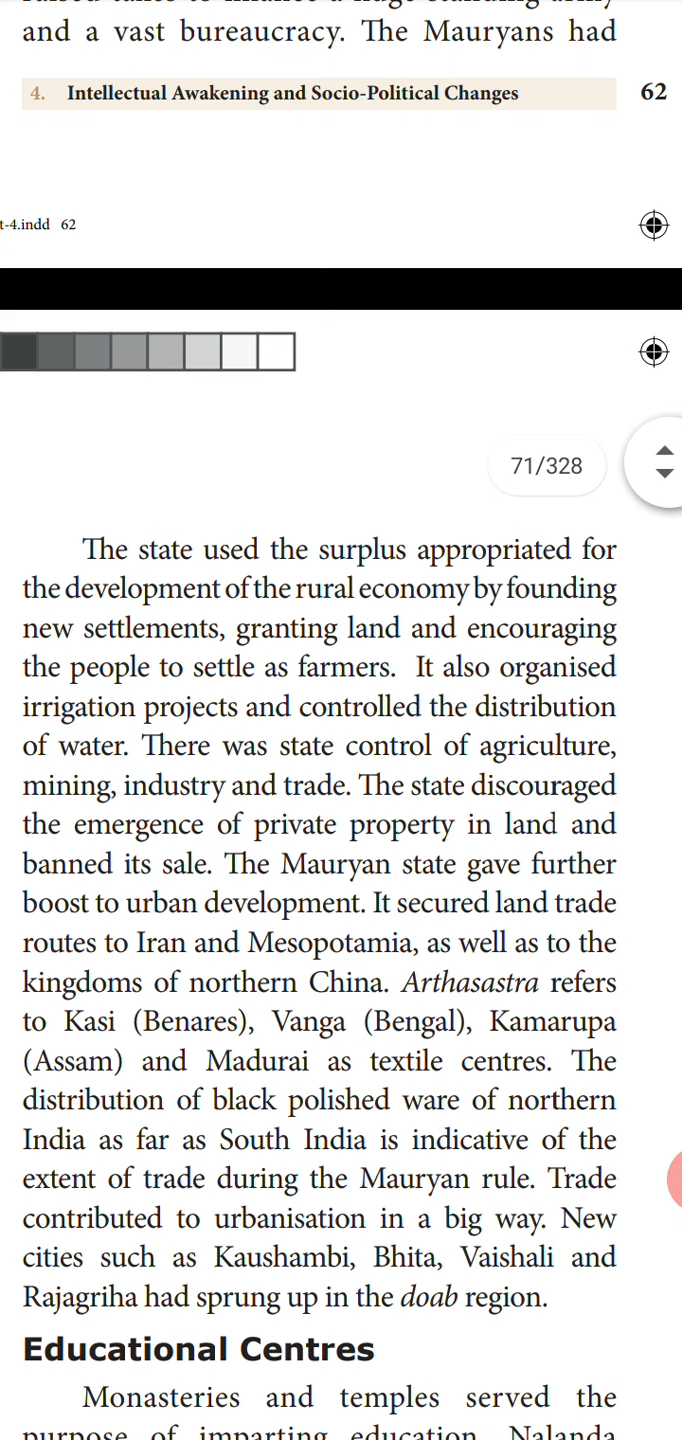 and a vast bureaucracy. The Mauryans had
4. Intellectual Awakening and Socio-Political Changes 62
t-4.indd 62
71/328
The state used the surplus appropriated for
the development of the rural economy by founding
new settlements, granting land and encouraging
the people to settle as farmers. It also organised
irrigation projects and controlled the distribution
of water. There was state control of agriculture,
mining, industry and trade. The state discouraged
the emergence of private property in land and
banned its sale. The Mauryan state gave further
boost to urban development. It secured land trade
routes to Iran and Mesopotamia, as well as to the
kingdoms of northern China. Arthasastra refers
to Kasi (Benares), Vanga (Bengal), Kamarupa
(Assam) and Madurai as textile centres. The
distribution of black polished ware of northern
India as far as South India is indicative of the
extent of trade during the Mauryan rule. Trade
contributed to urbanisation in a big way. New
cities such as Kaushambi, Bhita, Vaishali and
Rajagriha had sprung up in the doab region.
Educational Centres
Monasteries and temples served the
purpose of imparting education. Nalanda